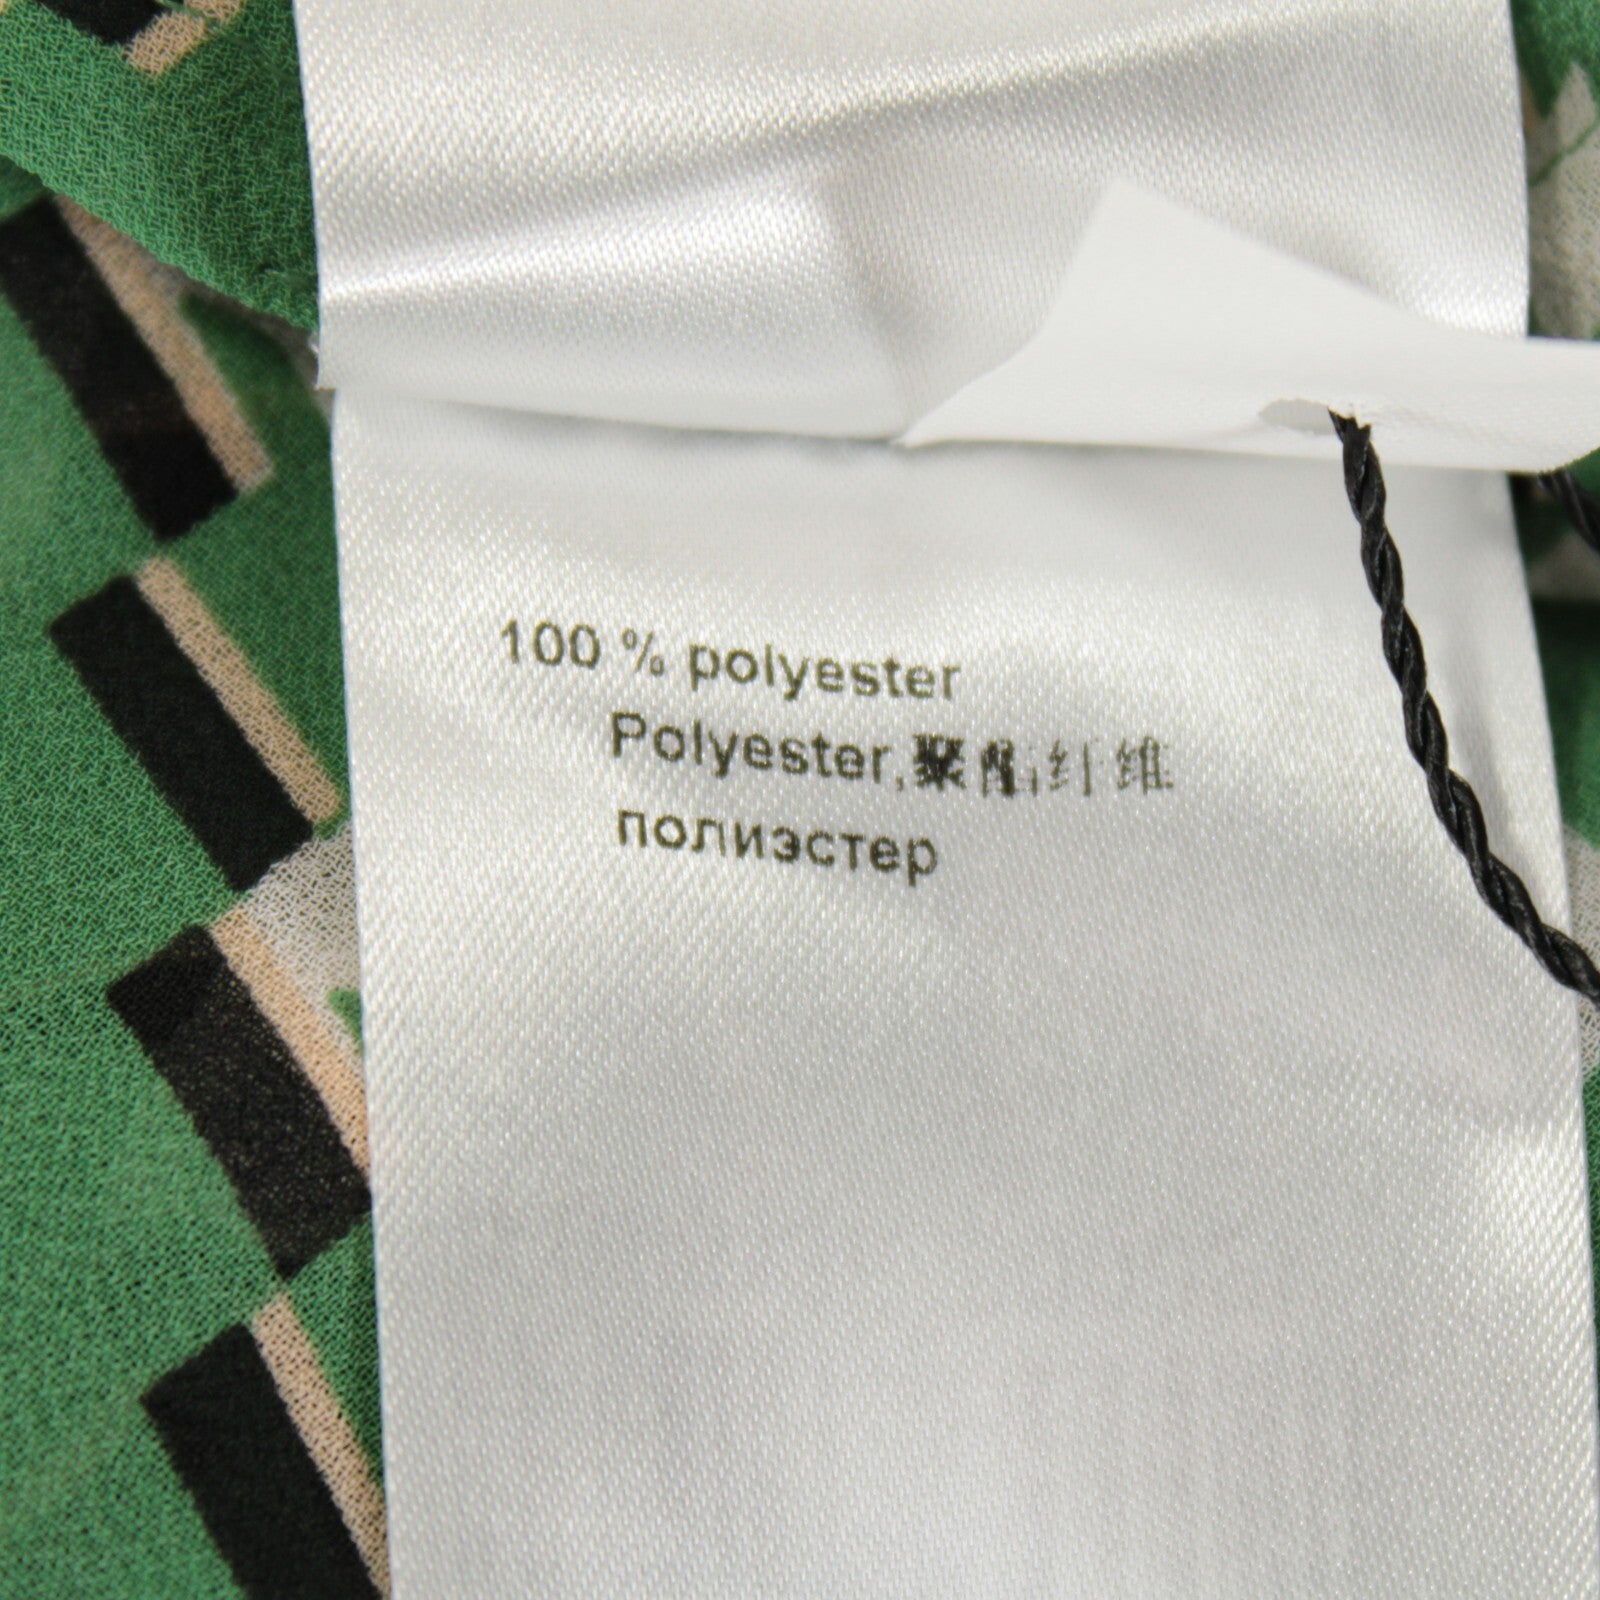 100 % polyester
Polyester,聚酯纤维
полиэстер